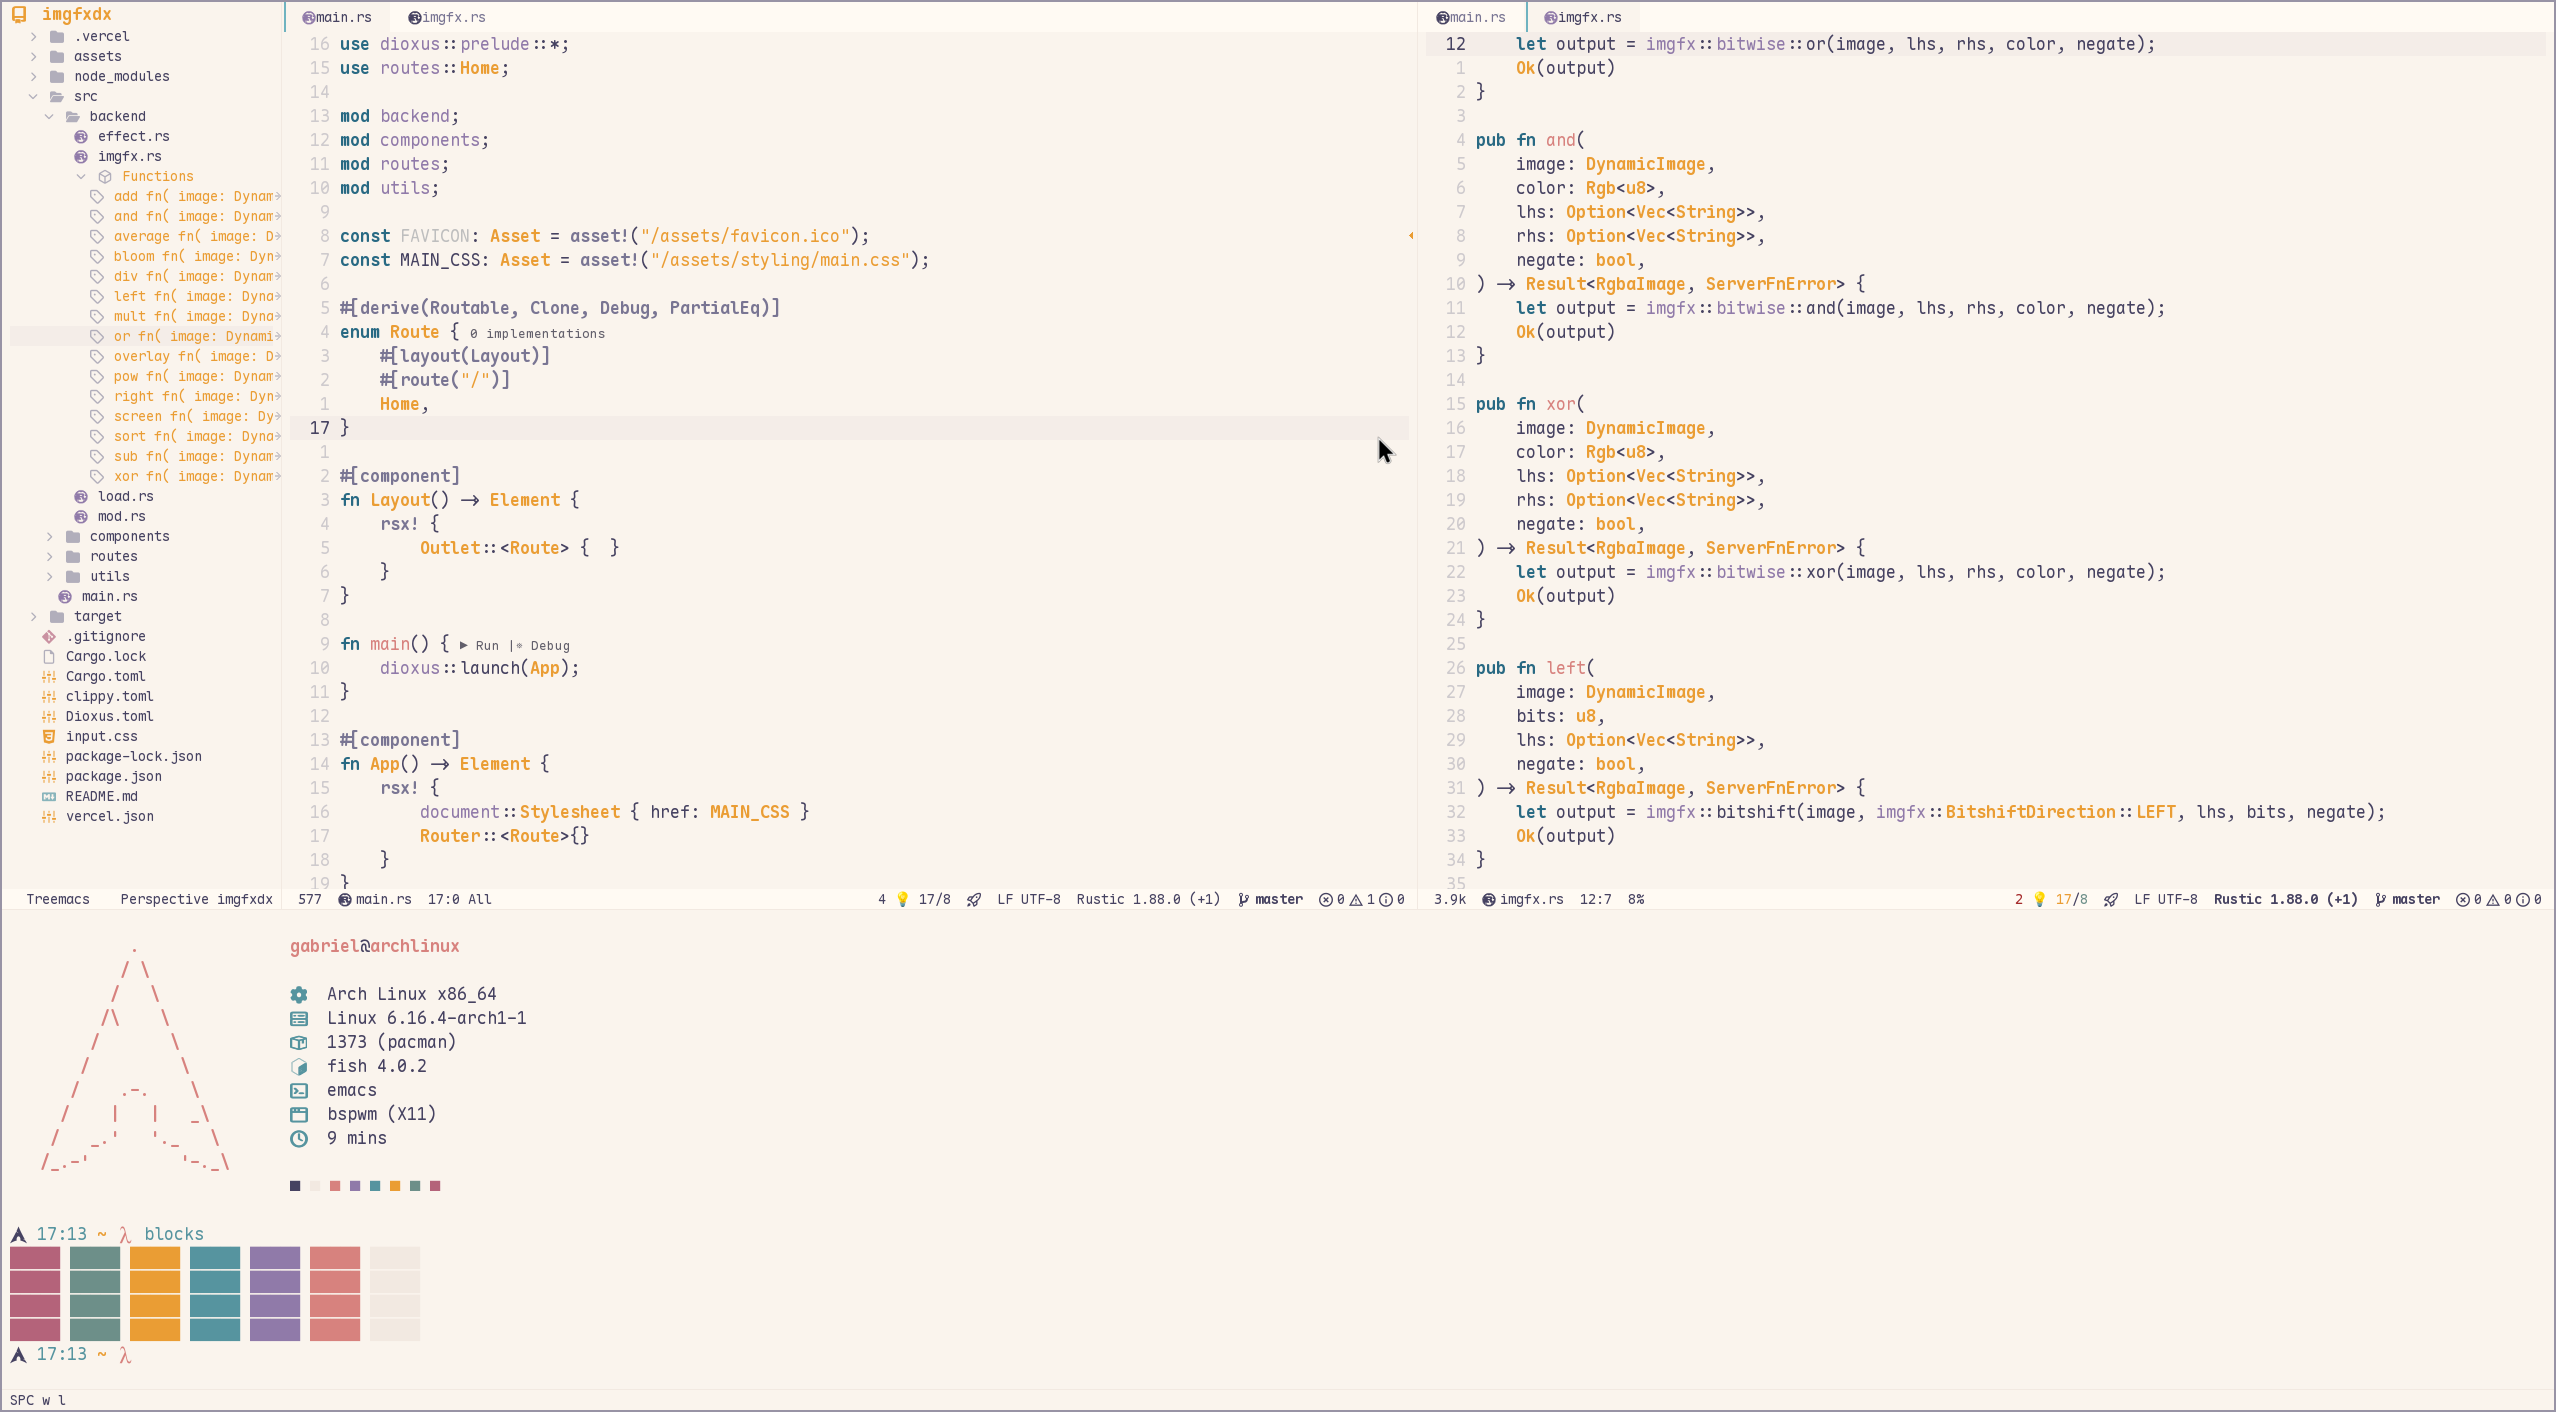 imgfxdx
.vercel
assets
node_modules
src
backend
effect.rs
imgfx.rs
Functions
add fn( image: Dynam
and fn( image: Dynam
average fn( image: D
bloom fn( image: Dyn
div fn( image: Dynam
left fn( image: Dyna
mult fn( image: Dyna
or fn( image: Dynami
overlay fn( image: D
pow fn( image: Dynam
right fn( image: Dyn
screen fn( image: Dy
sort fn( image: Dyna
sub fn( image: Dynam
xor fn( image: Dynam
load.rs
mod.rs
components
routes
utils
main.rs
target
.gitignore
Cargo.lock
Cargo.toml
clippy.toml
Dioxus.toml
input.css
package-lock.json
package.json
README.md
vercel.json
Treemacs Perspective imgfxdx
main.rs imgfx.rs
16 use dioxus::prelude::*;
15 use routes::Home;
14
13 mod backend;
12 mod components;
11 mod routes;
10 mod utils;
9
8 const FAVICON: Asset = asset!("/assets/favicon.ico");
7 const MAIN_CSS: Asset = asset!("/assets/styling/main.css");
6
5 #[derive(Routable, Clone, Debug, PartialEq)]
4 enum Route { 0 implementations
3     #[layout(Layout)]
2     #[route("/")]
1     Home,
17 }
1
2 #[component]
3 fn Layout() -> Element {
4     rsx! {
5         Outlet::<Route> {  }
6     }
7 }
8
9 fn main() { ▶ Run |☀ Debug
10     dioxus::launch(App);
11 }
12
13 #[component]
14 fn App() -> Element {
15     rsx! {
16         document::Stylesheet { href: MAIN_CSS }
17         Router::<Route>{}
18     }
19 }
577 main.rs 17:0 All 4 💡 17/8 LF UTF-8 Rustic 1.88.0 (+1) master 0 1 0
main.rs imgfx.rs
12     let output = imgfx::bitwise::or(image, lhs, rhs, color, negate);
1     Ok(output)
2 }
3
4 pub fn and(
5     image: DynamicImage,
6     color: Rgb<u8>,
7     lhs: Option<Vec<String>>,
8     rhs: Option<Vec<String>>,
9     negate: bool,
10 ) -> Result<RgbaImage, ServerFnError> {
11     let output = imgfx::bitwise::and(image, lhs, rhs, color, negate);
12     Ok(output)
13 }
14
15 pub fn xor(
16     image: DynamicImage,
17     color: Rgb<u8>,
18     lhs: Option<Vec<String>>,
19     rhs: Option<Vec<String>>,
20     negate: bool,
21 ) -> Result<RgbaImage, ServerFnError> {
22     let output = imgfx::bitwise::xor(image, lhs, rhs, color, negate);
23     Ok(output)
24 }
25
26 pub fn left(
27     image: DynamicImage,
28     bits: u8,
29     lhs: Option<Vec<String>>,
30     negate: bool,
31 ) -> Result<RgbaImage, ServerFnError> {
32     let output = imgfx::bitshift(image, imgfx::BitshiftDirection::LEFT, lhs, bits, negate);
33     Ok(output)
34 }
35
3.9k imgfx.rs 12:7 8% 2 💡 17/8 LF UTF-8 Rustic 1.88.0 (+1) master 0 0 0
gabriel@archlinux
Arch Linux x86_64
Linux 6.16.4-arch1-1
1373 (pacman)
fish 4.0.2
emacs
bspwm (X11)
9 mins
17:13 ~ λ blocks
17:13 ~ λ
SPC w l